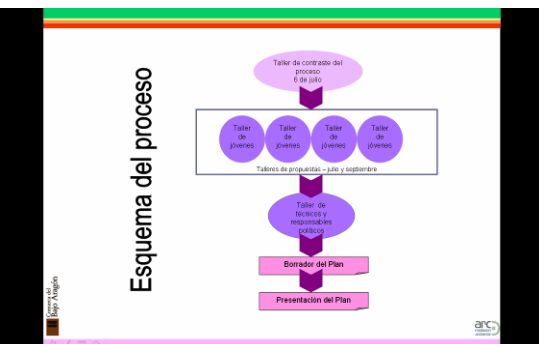 Esquema del proceso
Taller de contraste del
proceso
6 de julio
Taller
de
jóvenes
Taller
de
jóvenes
Taller
de
jóvenes
Taller
de
jóvenes
Talleres de propuestas – julio y septiembre
Taller de
técnicos y
responsables
políticos
Borrador del Plan
Presentación del Plan
Comarca del
Bajo Aragón
arc